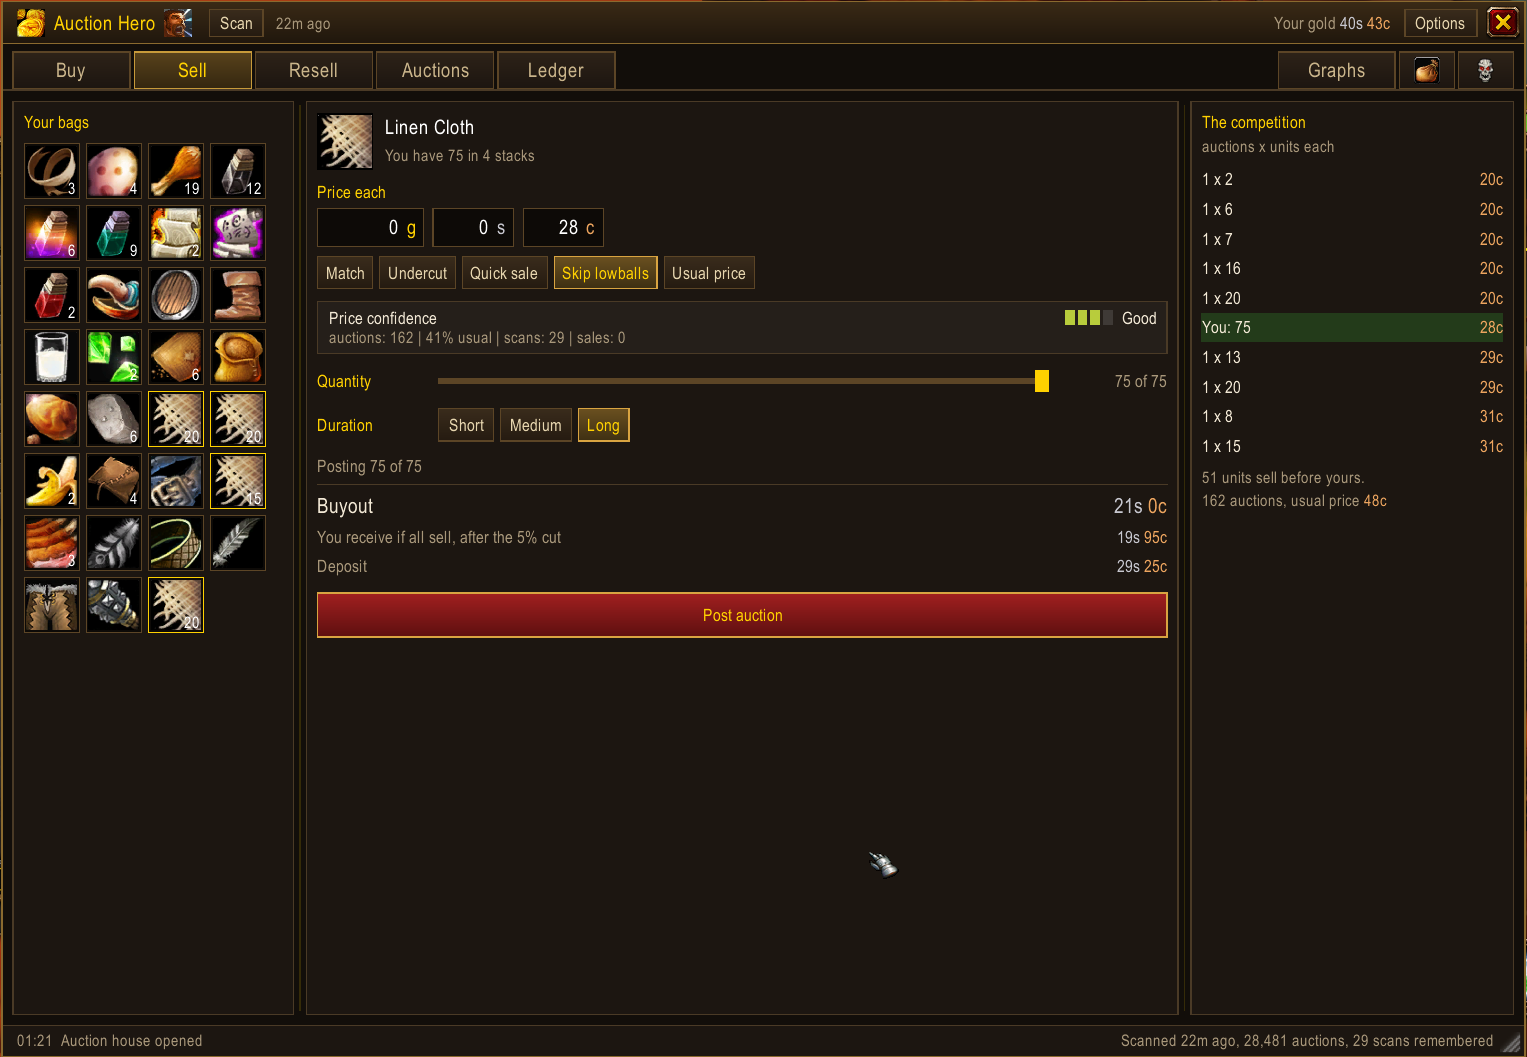 Auction Hero Scan 22m ago Your gold 40s 43c Options
Buy Sell Resell Auctions Ledger Graphs
Your bags
3 4 19 12
6 9 2
2
2 6
6 20 20
2 4 15
3
20
Linen Cloth
You have 75 in 4 stacks
Price each
0 g 0 s 28 c
Match Undercut Quick sale Skip lowballs Usual price
Price confidence Good
auctions: 162 | 41% usual | scans: 29 | sales: 0
Quantity 75 of 75
Duration Short Medium Long
Posting 75 of 75
Buyout 21s 0c
You receive if all sell, after the 5% cut 19s 95c
Deposit 29s 25c
Post auction
The competition
auctions x units each
1 x 2 20c
1 x 6 20c
1 x 7 20c
1 x 16 20c
1 x 20 20c
You: 75 28c
1 x 13 29c
1 x 20 29c
1 x 8 31c
1 x 15 31c
51 units sell before yours.
162 auctions, usual price 48c
01:21 Auction house opened Scanned 22m ago, 28,481 auctions, 29 scans remembered